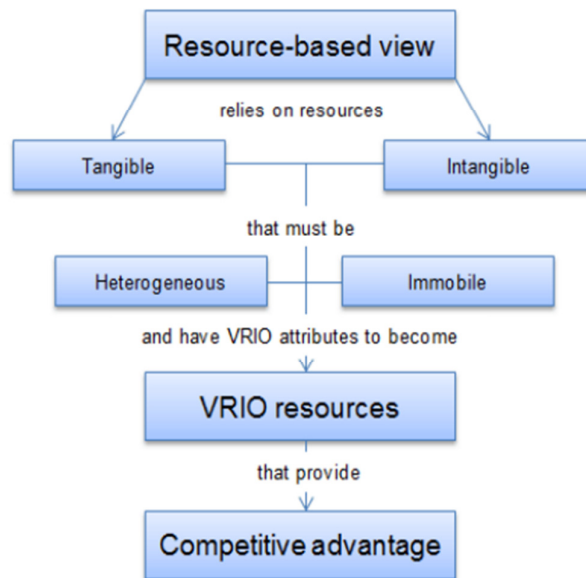 Resource-based view
relies on resources
Tangible
Intangible
that must be
Heterogeneous
Immobile
and have VRIO attributes to become
VRIO resources
that provide
Competitive advantage